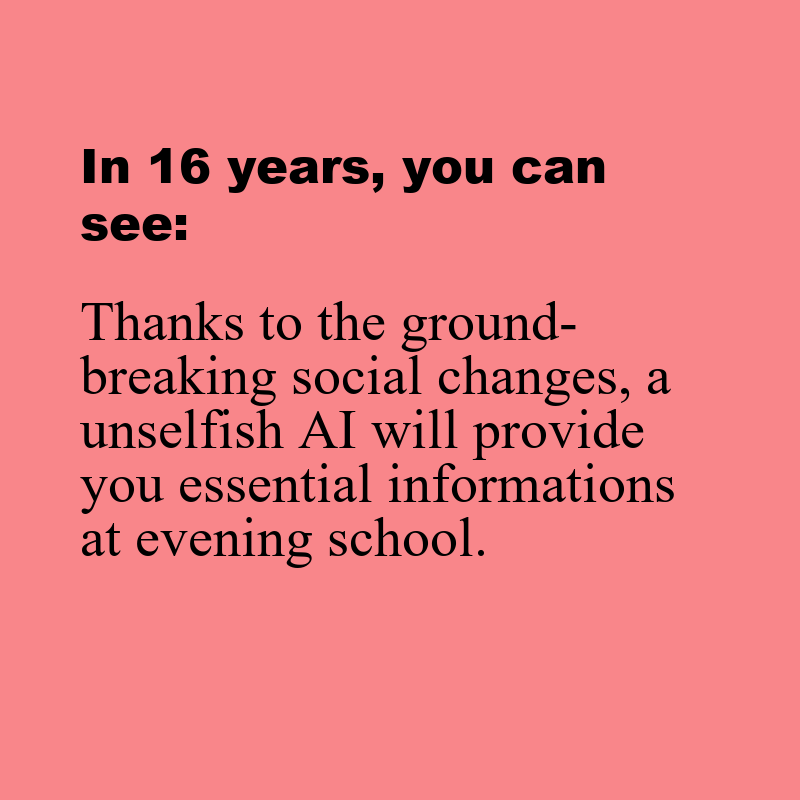 In 16 years, you can
see:
Thanks to the ground-
breaking social changes, a
unselfish AI will provide
you essential informations
at evening school.